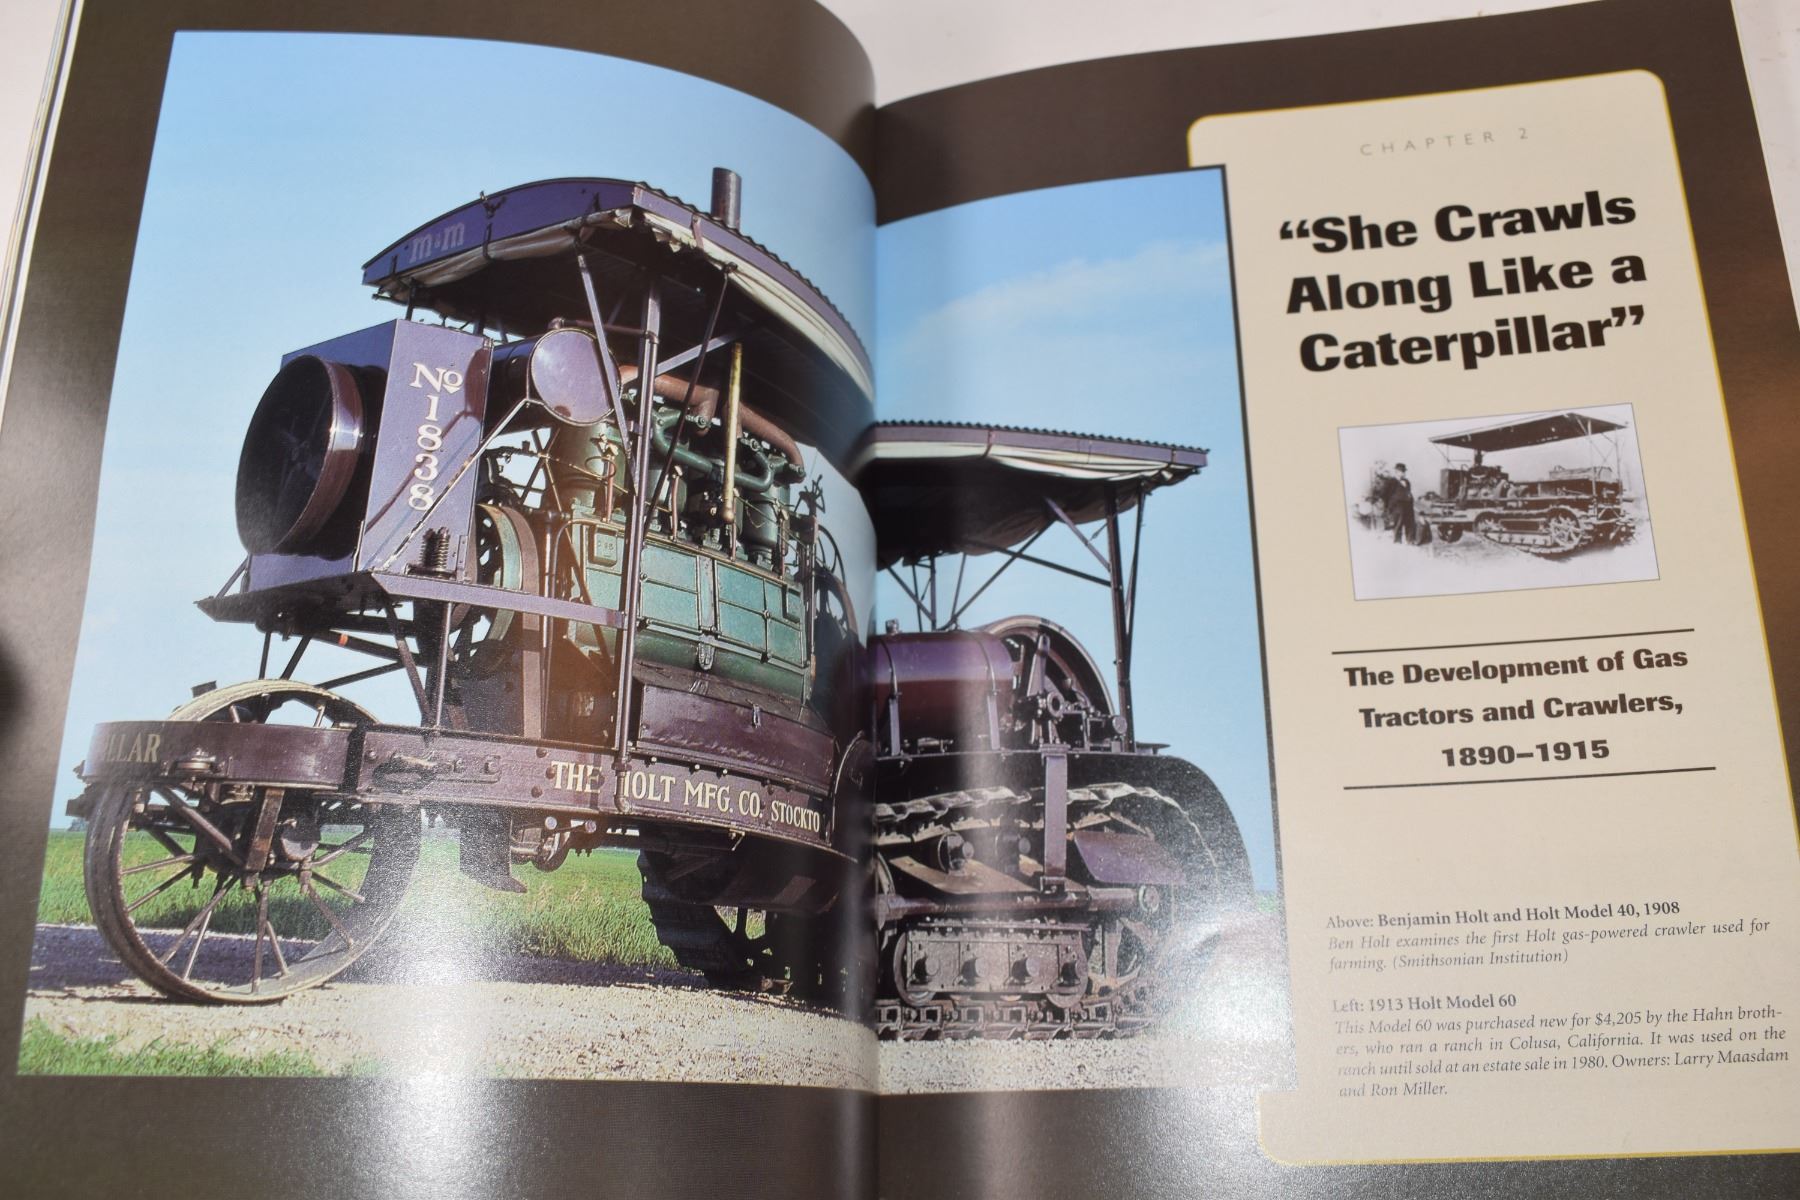 m&m
No
1838
LLAR
THE HOLT MFG. CO. STOCKTO
CHAPTER 2
“She Crawls
Along Like a
Caterpillar”
The Development of Gas
Tractors and Crawlers,
1890–1915
Above: Benjamin Holt and Holt Model 40, 1908
Ben Holt examines the first Holt gas-powered crawler used for
farming. (Smithsonian Institution)
Left: 1913 Holt Model 60
This Model 60 was purchased new for $4,205 by the Hahn broth-
ers, who ran a ranch in Colusa, California. It was used on the
ranch until sold at an estate sale in 1980. Owners: Larry Maasdam
and Ron Miller.